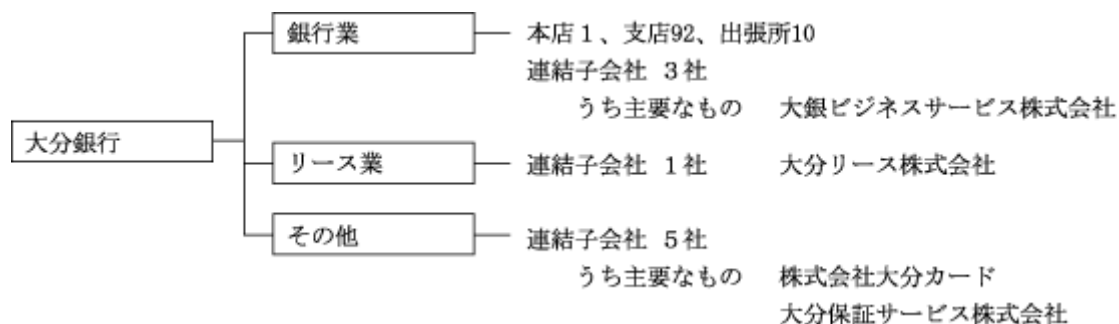 銀行業 本店1、支店92、出張所10
連結子会社 3社
うち主要なもの 大銀ビジネスサービス株式会社
大分銀行
リース業 連結子会社 1社 大分リース株式会社
その他 連結子会社 5社
うち主要なもの 株式会社大分カード
大分保証サービス株式会社